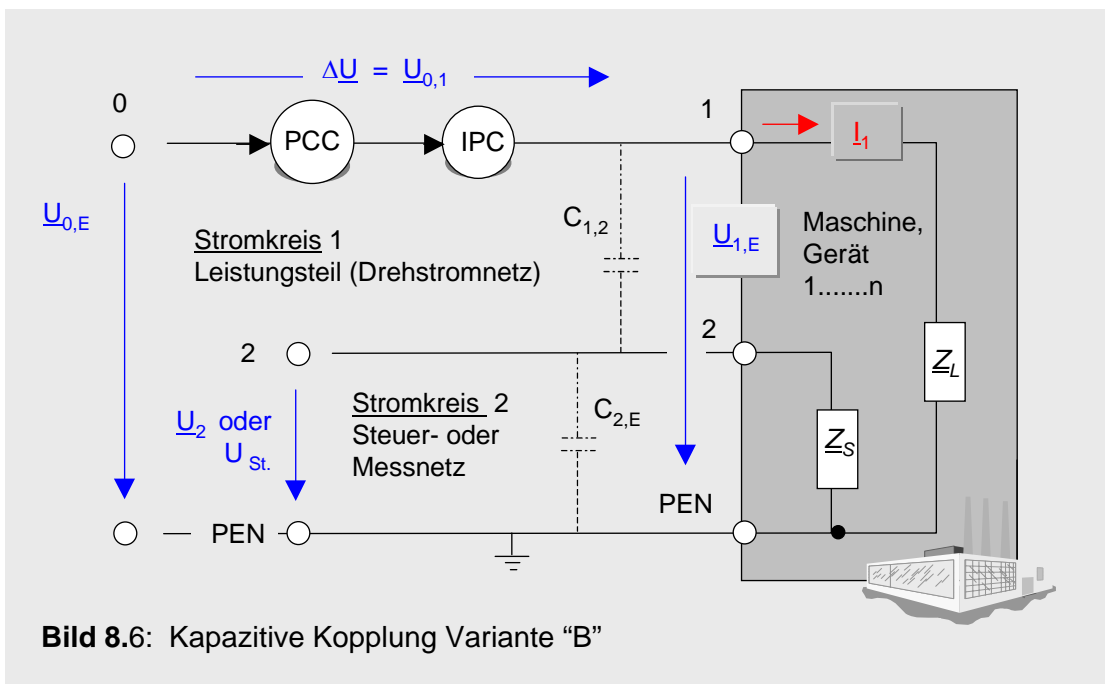 ΔU = U0,1
0
1
PCC
IPC
I1
U0,E
C1,2
U1,E
Maschine,
Gerät
1.......n
Stromkreis 1
Leistungsteil (Drehstromnetz)
2
2
ZL
U2 oder
U St.
Stromkreis 2
Steuer- oder
Messnetz
C2,E
ZS
PEN
PEN
Bild 8.6: Kapazitive Kopplung Variante “B”